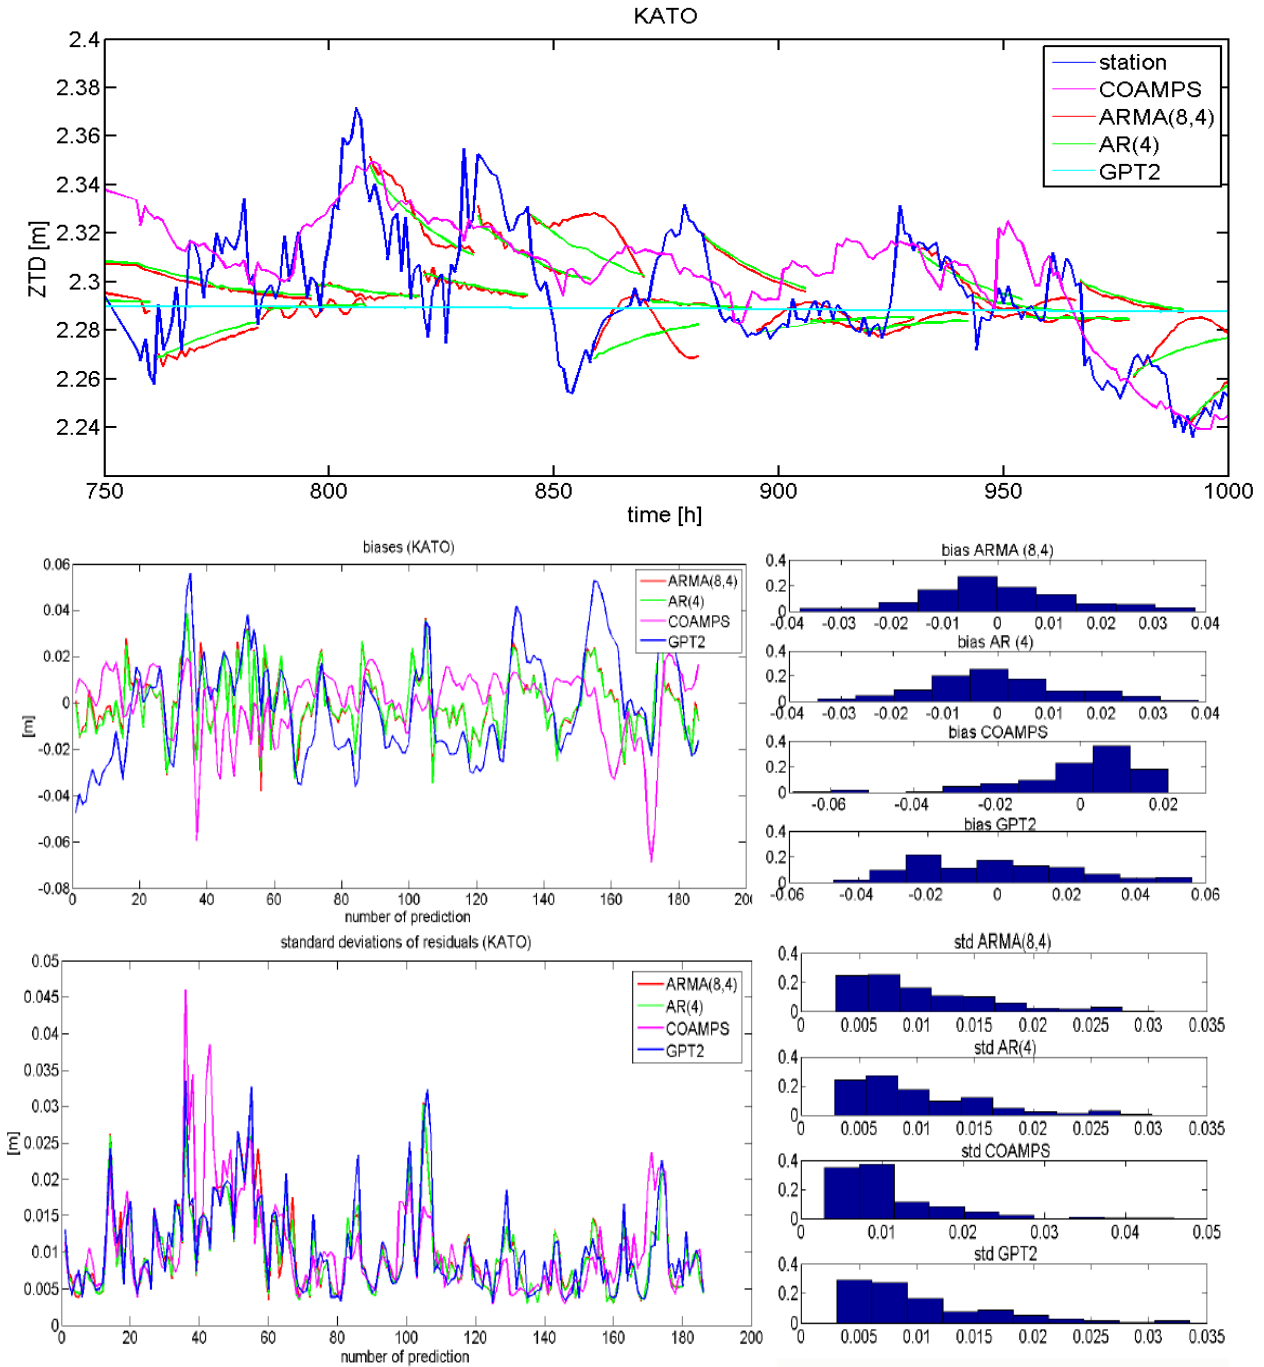 KATO
2.4
2.38
2.36
2.34
2.32
2.3
2.28
2.26
2.24
ZTD [m]
station
COAMPS
ARMA(8,4)
AR(4)
GPT2
750 800 850 900 950 1000
time [h]
biases (KATO)
0.06
0.04
0.02
0
-0.02
-0.04
-0.06
-0.08
[m]
ARMA(8,4)
AR(4)
COAMPS
GPT2
0 20 40 60 80 100 120 140 160 180 20
number of prediction
bias ARMA (8,4)
0.4
0.2
0
-0.04 -0.03 -0.02 -0.01 0 0.01 0.02 0.03 0.04
bias AR (4)
0.4
0.2
0
-0.04 -0.03 -0.02 -0.01 0 0.01 0.02 0.03 0.04
bias COAMPS
0.4
0.2
0
-0.06 -0.04 -0.02 0 0.02
bias GPT2
0.4
0.2
0
-0.06 -0.04 -0.02 0 0.02 0.04 0.06
standard deviations of residuals (KATO)
0.05
0.045
0.04
0.035
0.03
0.025
0.02
0.015
0.01
0.005
0
[m]
ARMA(8,4)
AR(4)
COAMPS
GPT2
0 20 40 60 80 100 120 140 160 180 200
number of prediction
std ARMA(8,4)
0.4
0.2
0
0.005 0.01 0.015 0.02 0.025 0.03 0.035
std AR(4)
0.4
0.2
0
0.005 0.01 0.015 0.02 0.025 0.03 0.035
std COAMPS
0.4
0.2
0
0.01 0.02 0.03 0.04 0.05
std GPT2
0.4
0.2
0
0.005 0.01 0.015 0.02 0.025 0.03 0.035